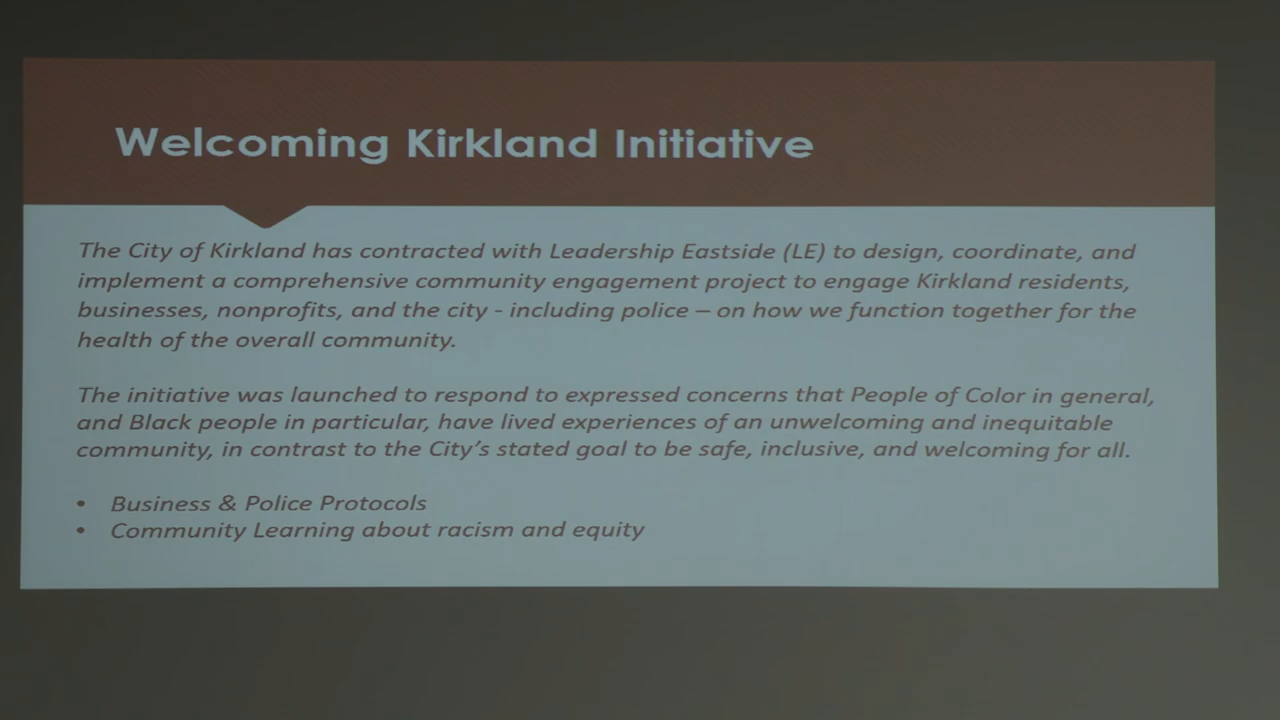 Welcoming Kirkland Initiative
The City of Kirkland has contracted with Leadership Eastside (LE) to design, coordinate, and
implement a comprehensive community engagement project to engage Kirkland residents,
businesses, nonprofits, and the city - including police – on how we function together for the
health of the overall community.
The initiative was launched to respond to expressed concerns that People of Color in general,
and Black people in particular, have lived experiences of an unwelcoming and inequitable
community, in contrast to the City's stated goal to be safe, inclusive, and welcoming for all.
• Business & Police Protocols
• Community Learning about racism and equity